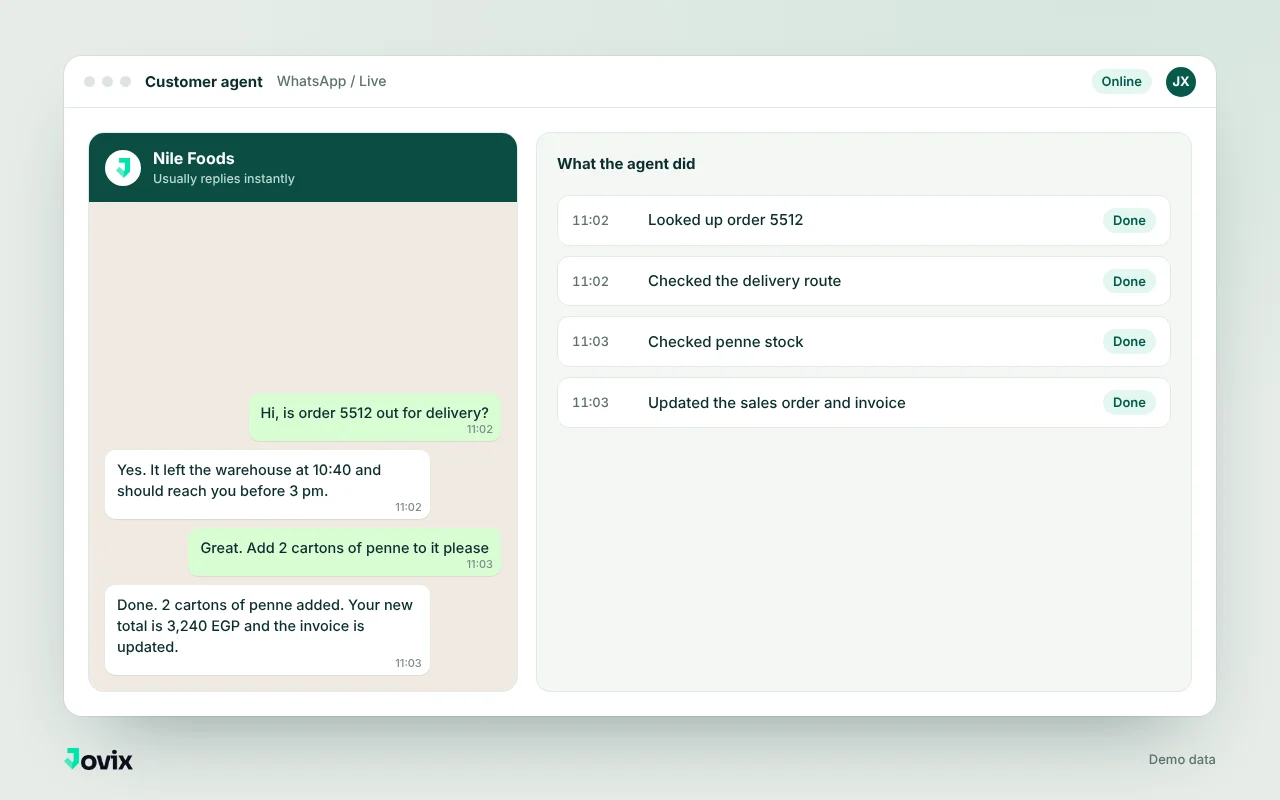 Customer agent WhatsApp / Live
Online
JX
Nile Foods
Usually replies instantly
Hi, is order 5512 out for delivery?
11:02
Yes. It left the warehouse at 10:40 and
should reach you before 3 pm.
11:02
Great. Add 2 cartons of penne to it please
11:03
Done. 2 cartons of penne added. Your new
total is 3,240 EGP and the invoice is
updated.
11:03
What the agent did
11:02 Looked up order 5512 Done
11:02 Checked the delivery route Done
11:03 Checked penne stock Done
11:03 Updated the sales order and invoice Done
Jovix
Demo data